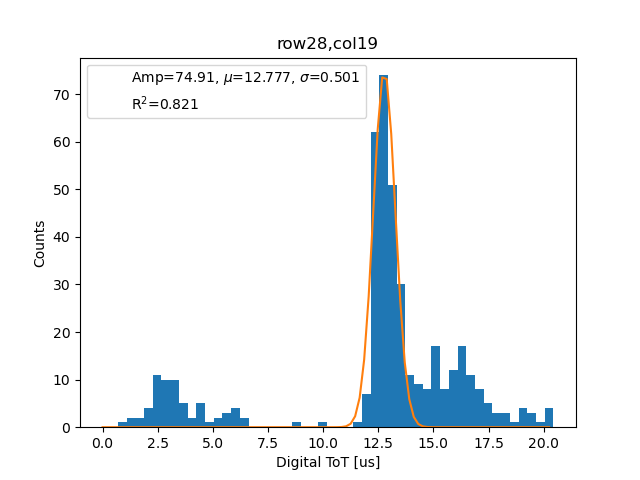 row28,col19
Amp=74.91, μ=12.777, σ=0.501
R²=0.821
70
60
50
40
30
20
10
0
Counts
0.0 2.5 5.0 7.5 10.0 12.5 15.0 17.5 20.0
Digital ToT [us]